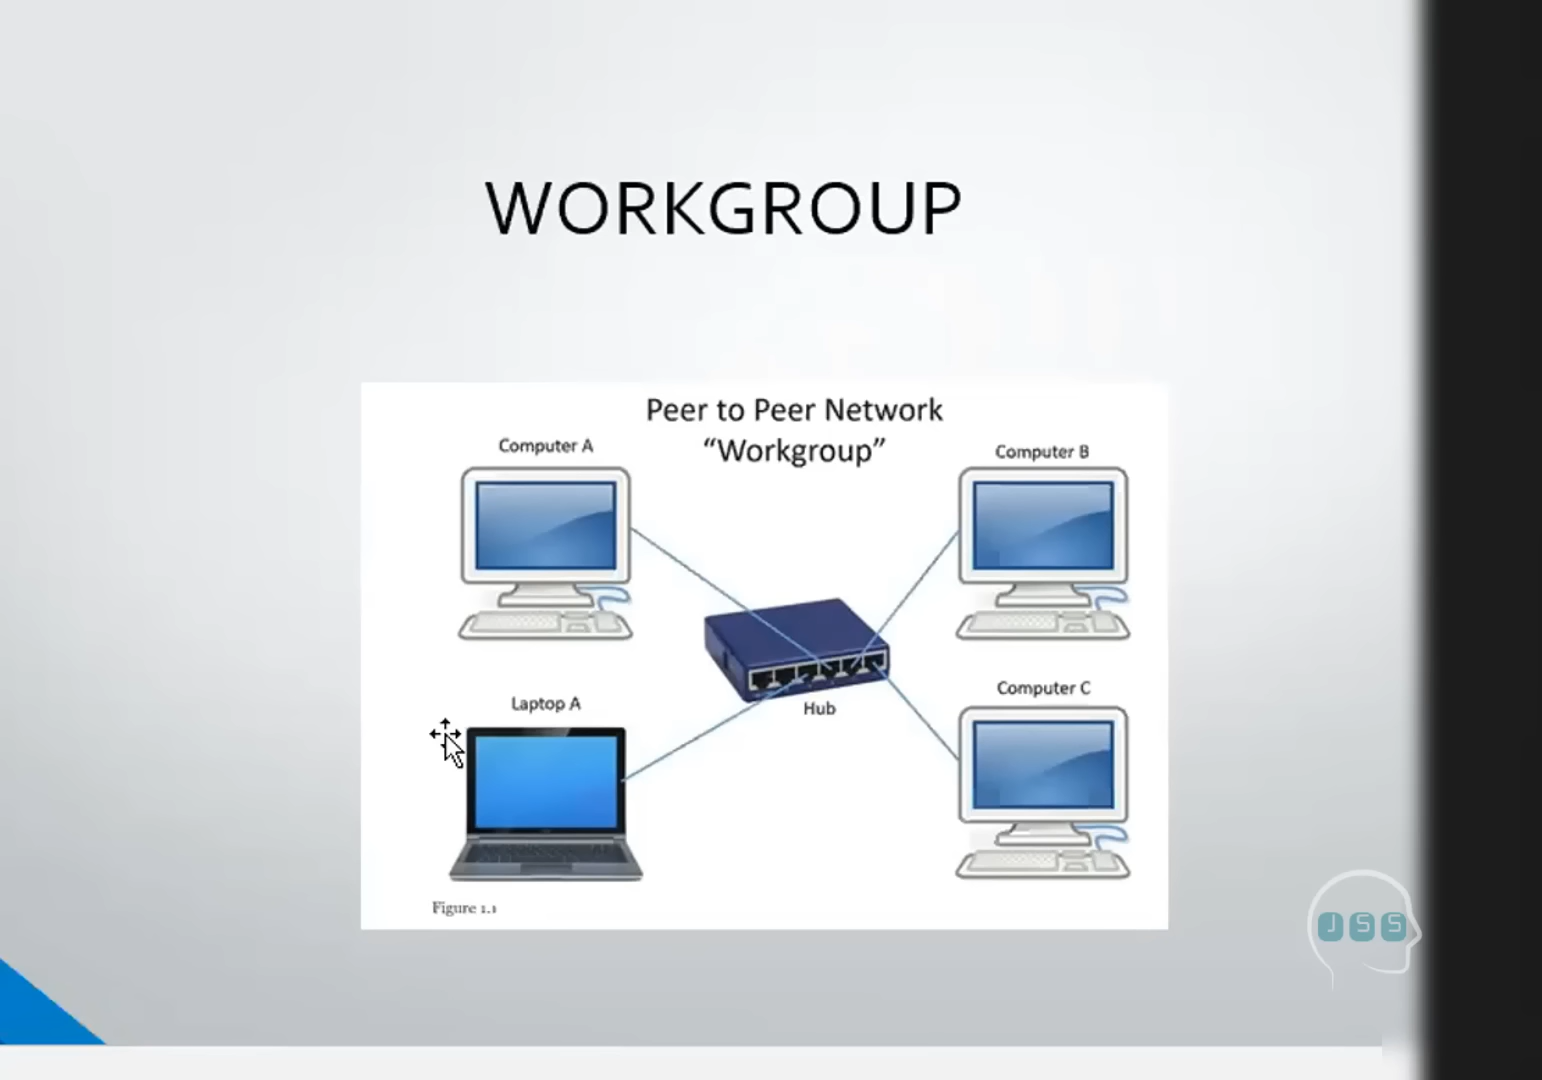 WORKGROUP
Peer to Peer Network
“Workgroup”
Computer A
Computer B
Hub
Laptop A
Computer C
Figure 1.1
JSS